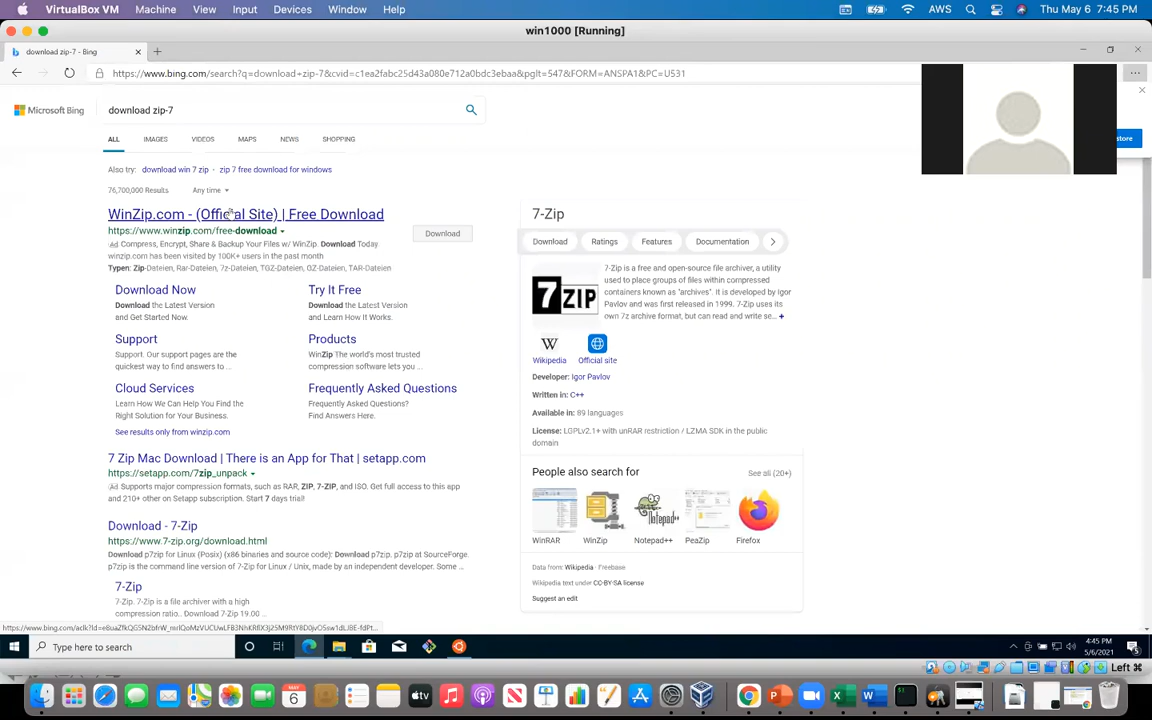 VirtualBox VM Machine View Input Devices Window Help AWS Thu May 6 7:45 PM
win1000 [Running]
download zip-7 - Bing
https://www.bing.com/search?q=download+zip-7&cvid=c1ea2fabc25d43a080e712a0bdc3ebaa&pglt=547&FORM=ANSPA1&PC=U531
Microsoft Bing download zip-7
tore
ALL IMAGES VIDEOS MAPS NEWS SHOPPING
Also try: download win 7 zip · zip 7 free download for windows
76,700,000 Results Any time
WinZip.com - (Official Site) | Free Download
https://www.winzip.com/free-download
Ad Compress, Encrypt, Share & Backup Your Files w/ WinZip. Download Today
winzip.com has been visited by 100K+ users in the past month
Typen: Zip-Dateien, Rar-Dateien, 7z-Dateien, TGZ-Dateien, GZ-Dateien, TAR-Dateien
Download
Download Now
Download the Latest Version
and Get Started Now.
Try It Free
Download the Latest Version
and Learn How It Works.
Support
Support. Our support pages are the
quickest way to find answers to ...
Products
WinZip The world's most trusted
compression software lets you ...
Cloud Services
Learn How We Can Help You Find the
Right Solution for Your Business.
Frequently Asked Questions
Frequently Asked Questions?
Find Answers Here.
See results only from winzip.com
7 Zip Mac Download | There is an App for That | setapp.com
https://setapp.com/7zip_unpack
Ad Supports major compression formats, such as RAR, ZIP, 7-ZIP, and ISO. Get full access to this app
and 210+ other on Setapp subscription. Start 7 days trial!
Download - 7-Zip
https://www.7-zip.org/download.html
Download p7zip for Linux (Posix) (x86 binaries and source code): Download p7zip. p7zip at SourceForge.
p7zip is the command line version of 7-Zip for Linux / Unix, made by an independent developer. Some ...
7-Zip
7-Zip. 7-Zip is a file archiver with a high
compression ratio.. Download 7-Zip 19.00 ...
7-Zip
Download Ratings Features Documentation
7ZIP
7-Zip is a free and open-source file archiver, a utility
used to place groups of files within compressed
containers known as "archives". It is developed by Igor
Pavlov and was first released in 1999. 7-Zip uses its
own 7z archive format, but can read and write se... +
Wikipedia Official site
Developer: Igor Pavlov
Written in: C++
Available in: 89 languages
License: LGPLv2.1+ with unRAR restriction / LZMA SDK in the public
domain
People also search for See all (20+)
WinRAR WinZip Notepad++ PeaZip Firefox
Data from: Wikipedia · Freebase
Wikipedia text under CC-BY-SA license
Suggest an edit
Type here to search
4:45 PM
5/6/2021
Left ⌘
MAY
6